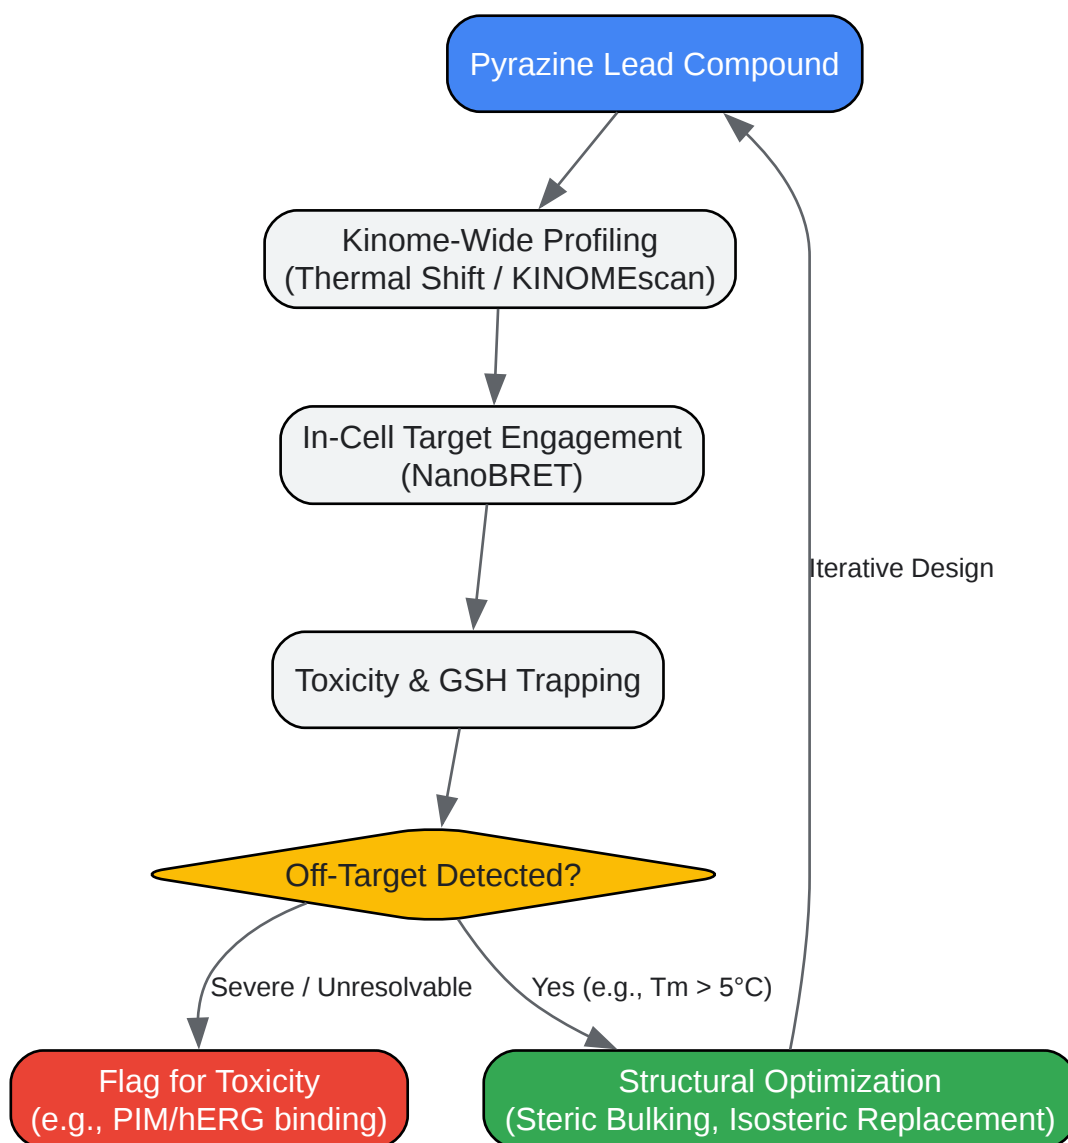 Pyrazine Lead Compound
Kinome-Wide Profiling
(Thermal Shift / KINOMEscan)
In-Cell Target Engagement
(NanoBRET)
Iterative Design
Toxicity & GSH Trapping
Off-Target Detected?
Severe / Unresolvable
Yes (e.g., Tm > 5°C)
Flag for Toxicity
(e.g., PIM/hERG binding)
Structural Optimization
(Steric Bulking, Isosteric Replacement)